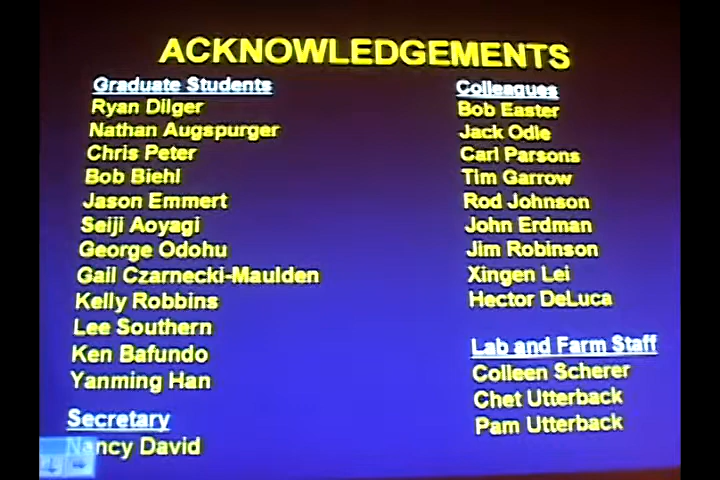 ACKNOWLEDGEMENTS
Graduate Students
Ryan Dilger
Nathan Augspurger
Chris Peter
Bob Biehl
Jason Emmert
Seiji Aoyagi
George Odohu
Gail Czarnecki-Maulden
Kelly Robbins
Lee Southern
Ken Bafundo
Yanming Han
Secretary
Nancy David
Colleagues
Bob Easter
Jack Odle
Carl Parsons
Tim Garrow
Rod Johnson
John Erdman
Jim Robinson
Xingen Lei
Hector DeLuca
Lab and Farm Staff
Colleen Scherer
Chet Utterback
Pam Utterback